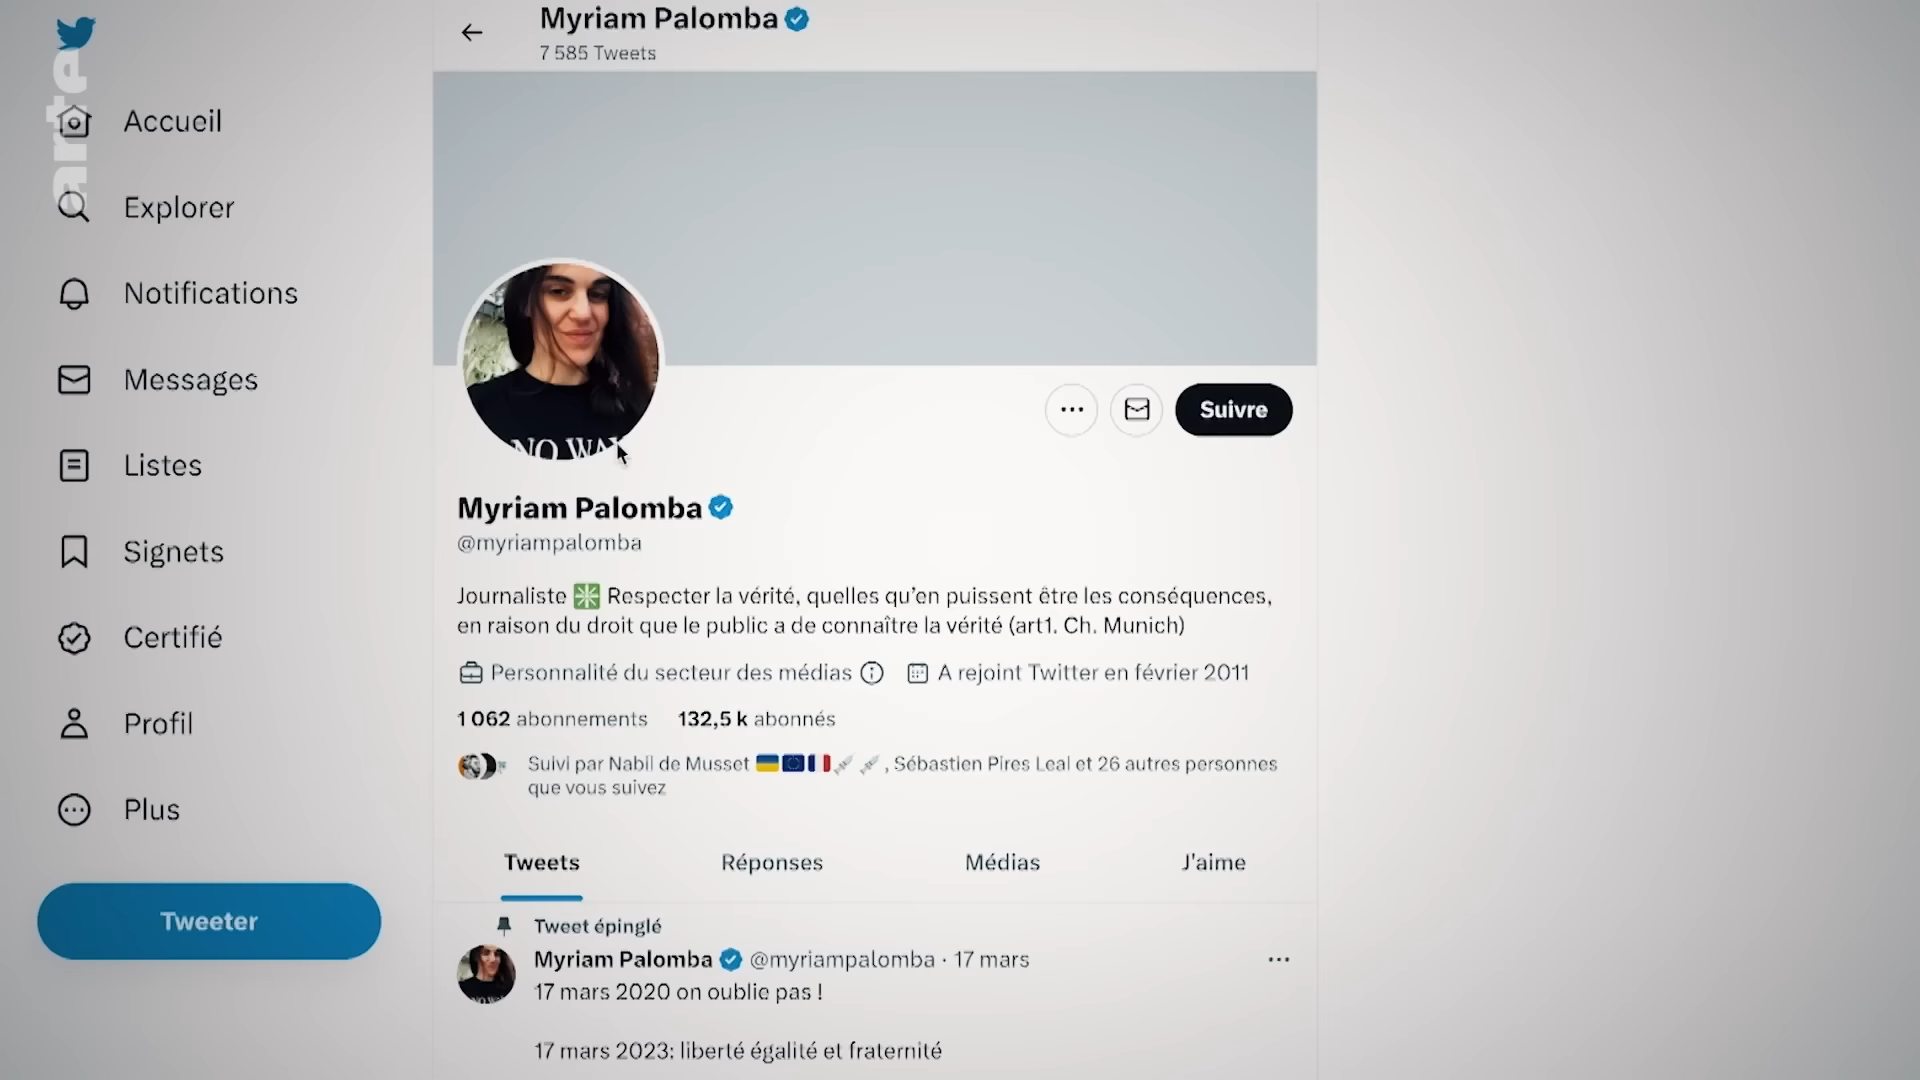 arte
Accueil
Explorer
Notifications
Messages
Listes
Signets
Certifié
Profil
Plus
Tweeter
Myriam Palomba
7 585 Tweets
NO WA
Suivre
Myriam Palomba
@myriampalomba
Journaliste ✳️ Respecter la vérité, quelles qu'en puissent être les conséquences,
en raison du droit que le public a de connaître la vérité (art1. Ch. Munich)
Personnalité du secteur des médias A rejoint Twitter en février 2011
1 062 abonnements 132,5 k abonnés
Suivi par Nabil de Musset 🇺🇦🇪🇺🇫🇷💉💉, Sébastien Pires Leal et 26 autres personnes
que vous suivez
Tweets Réponses Médias J'aime
Tweet épinglé
Myriam Palomba @myriampalomba · 17 mars
17 mars 2020 on oublie pas !
17 mars 2023: liberté égalité et fraternité